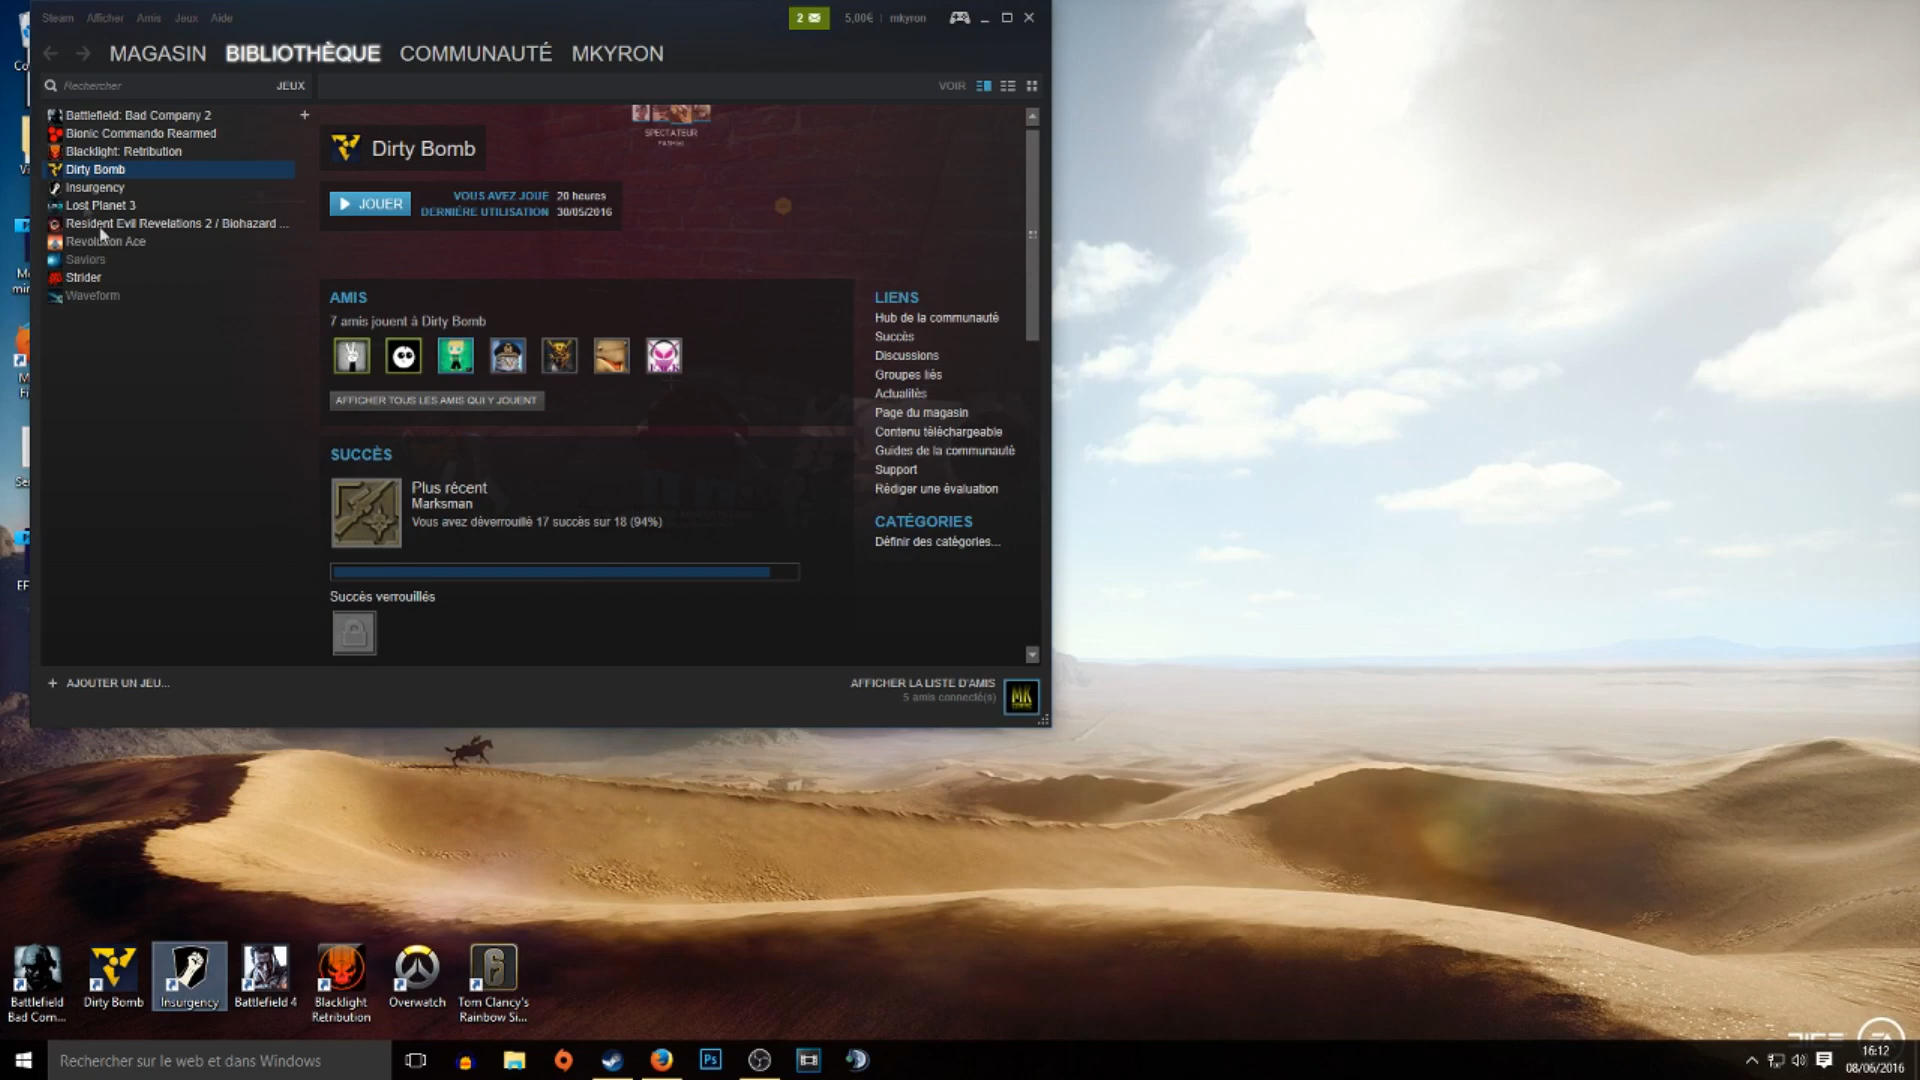 Steam Afficher Amis Jeux Aide
2
5,00€ | mkyron
MAGASIN BIBLIOTHÈQUE COMMUNAUTÉ MKYRON
Rechercher
JEUX
VOIR
Battlefield: Bad Company 2
Bionic Commando Rearmed
Blacklight: Retribution
Dirty Bomb
Insurgency
Lost Planet 3
Resident Evil Revelations 2 / Biohazard ...
Revolution Ace
Saviors
Strider
Waveform
SPECTATEUR
Dirty Bomb
JOUER
VOUS AVEZ JOUÉ 20 heures
DERNIÈRE UTILISATION 30/05/2016
AMIS
7 amis jouent à Dirty Bomb
AFFICHER TOUS LES AMIS QUI Y JOUENT
SUCCÈS
Plus récent
Marksman
Vous avez déverrouillé 17 succès sur 18 (94%)
Succès verrouillés
LIENS
Hub de la communauté
Succès
Discussions
Groupes liés
Actualités
Page du magasin
Contenu téléchargeable
Guides de la communauté
Support
Rédiger une évaluation
CATÉGORIES
Définir des catégories...
+ AJOUTER UN JEU...
AFFICHER LA LISTE D'AMIS
5 amis connecté(s)
MK
Battlefield Bad Com...
Dirty Bomb
Insurgency
Battlefield 4
Blacklight Retribution
Overwatch
Tom Clancy's Rainbow Si...
Rechercher sur le web et dans Windows
Ps
16:12
08/06/2016